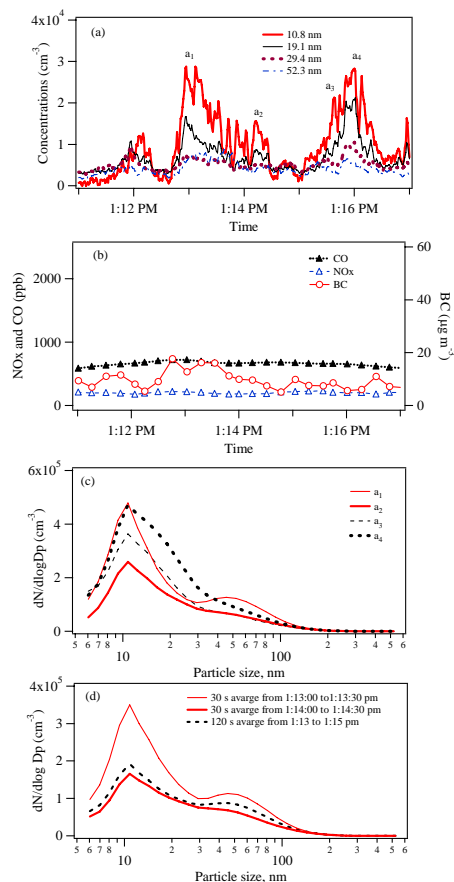 (a)
10.8 nm
19.1 nm
29.4 nm
52.3 nm
a1
a2
a3
a4
Concentrations (cm-3)
4x10^4
3
2
1
0
1:12 PM 1:14 PM 1:16 PM
Time
(b)
CO
NOx
BC
NOx and CO (ppb)
2000
1000
0
BC (µg m-3)
60
40
20
0
1:12 PM 1:14 PM 1:16 PM
Time
(c)
a1
a2
a3
a4
dN/dlogDp (cm-3)
6x10^5
4
2
0
5 6 7 8 10 2 3 4 5 6 7 8 100 2 3 4 5 6
Particle size, nm
(d)
30 s avarge from 1:13:00 to1:13:30 pm
30 s avarge from 1:14:00 to 1:14:30 pm
120 s avarge from 1:13 to 1:15 pm
dN/dlog Dp (cm-3)
4x10^5
3
2
1
0
5 6 7 8 10 2 3 4 5 6 7 8 100 2 3 4 5 6
Particle size, nm